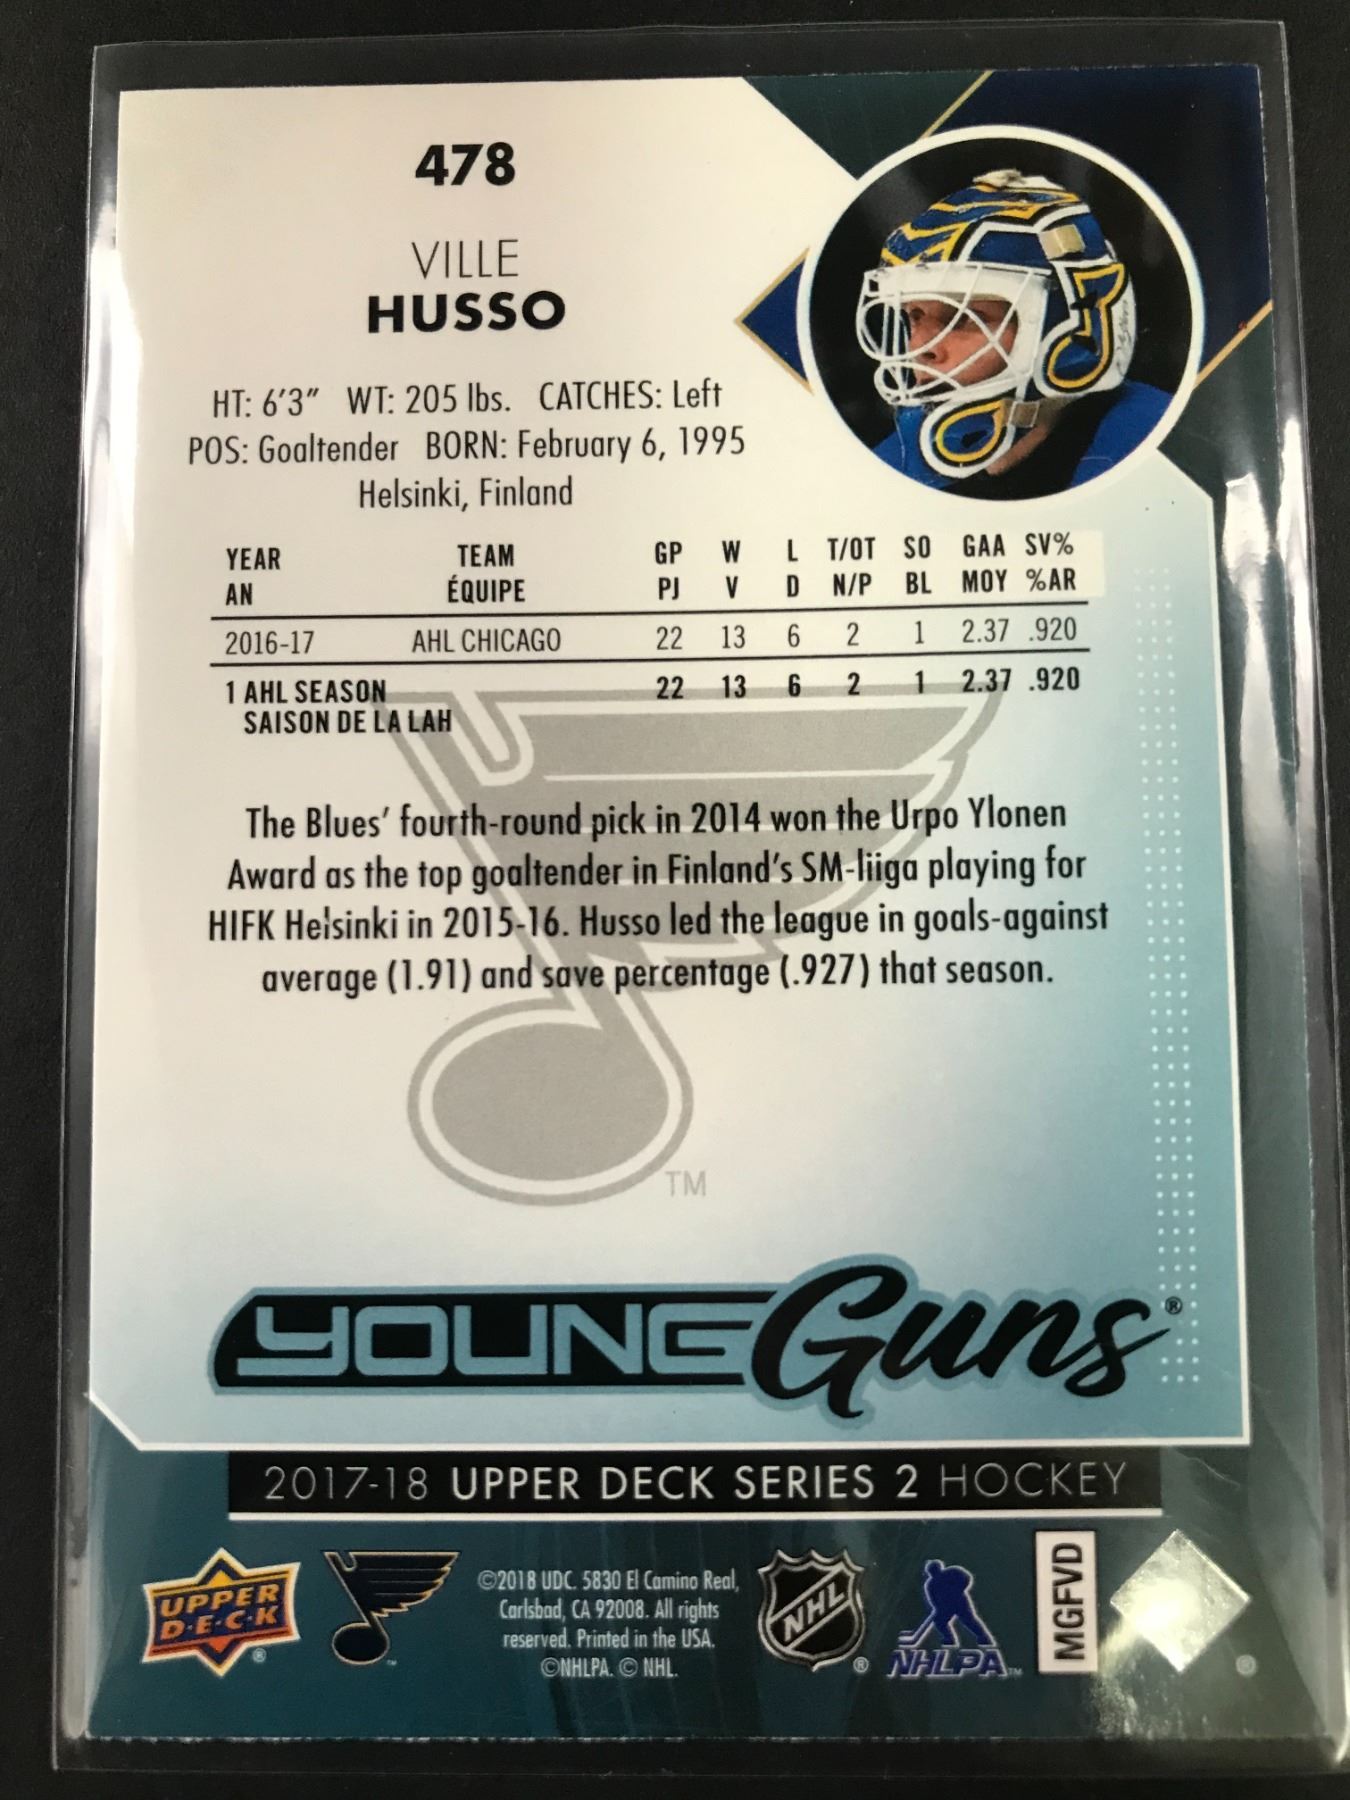 478
VILLE
HUSSO
HT: 6'3" WT: 205 lbs. CATCHES: Left
POS: Goaltender BORN: February 6, 1995
Helsinki, Finland
YEAR TEAM GP W L T/OT SO GAA SV%
AN ÉQUIPE PJ V D N/P BL MOY %AR
2016-17 AHL CHICAGO 22 13 6 2 1 2.37 .920
1 AHL SEASON 22 13 6 2 1 2.37 .920
SAISON DE LA LAH
The Blues' fourth-round pick in 2014 won the Urpo Ylonen
Award as the top goaltender in Finland's SM-liiga playing for
HIFK Helsinki in 2015-16. Husso led the league in goals-against
average (1.91) and save percentage (.927) that season.
TM
YOUNG Guns®
2017-18 UPPER DECK SERIES 2 HOCKEY
UPPER
D·E·C·K
®
TM
©2018 UDC. 5830 El Camino Real,
Carlsbad, CA 92008. All rights
reserved. Printed in the USA.
©NHLPA. © NHL.
NHL
®
NHLPA™
MGFVD
®